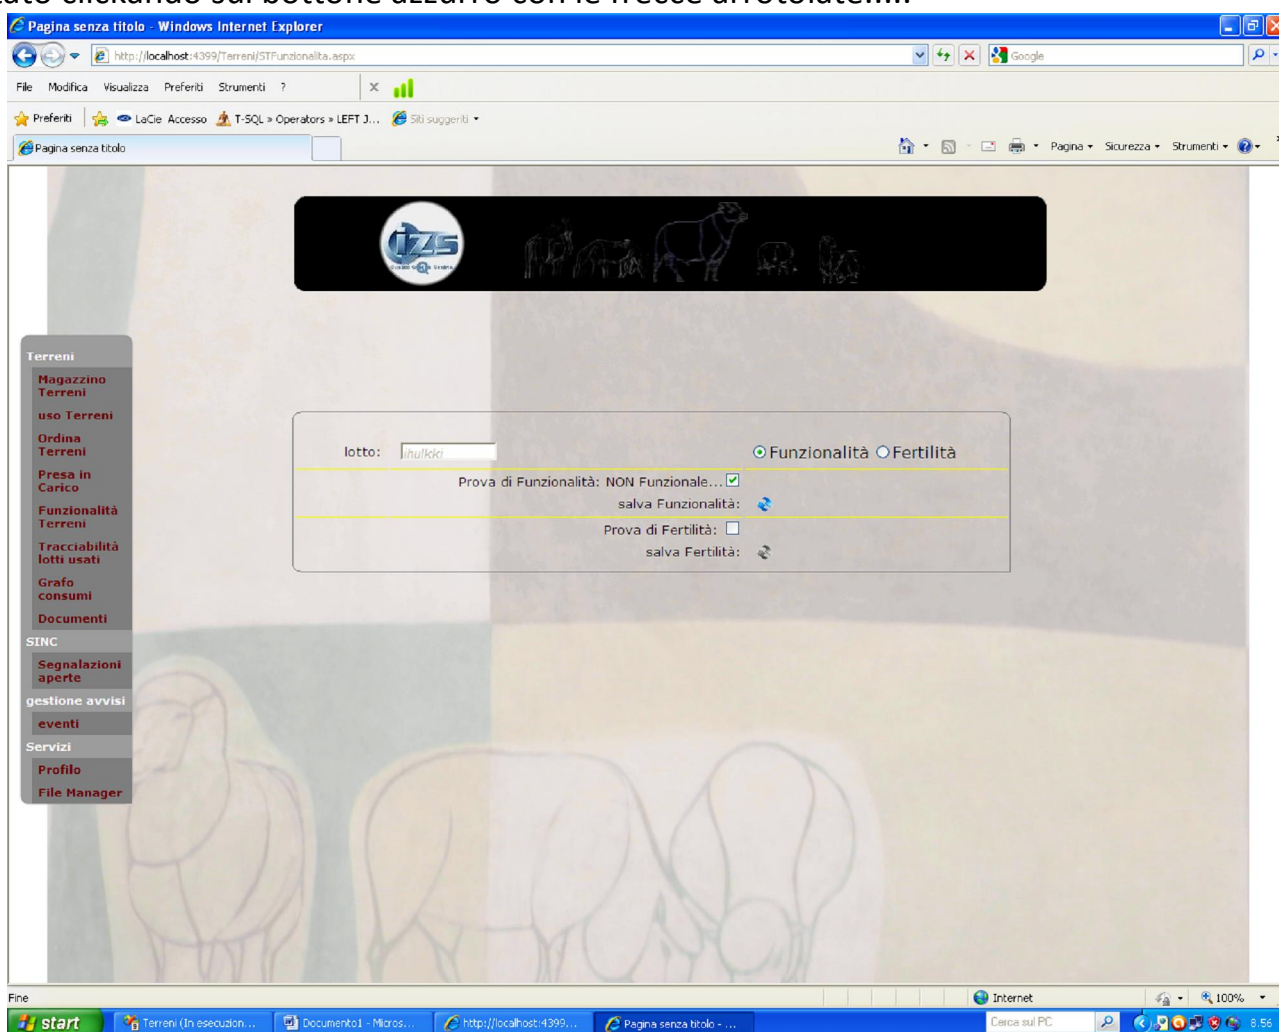 Pagina senza titolo - Windows Internet Explorer
http://localhost:4399/Terreni/STFunzionalita.aspx
Google
File Modifica Visualizza Preferiti Strumenti ?
Preferiti LaCie Accesso T-SQL » Operators » LEFT J... Siti suggeriti
Pagina senza titolo
Pagina Sicurezza Strumenti
izs
Terreni
Magazzino
Terreni
uso Terreni
Ordina
Terreni
Presa in
Carico
Funzionalità
Terreni
Tracciabilità
lotti usati
Grafo
consumi
Documenti
SINC
Segnalazioni
aperte
gestione avvisi
eventi
Servizi
Profilo
File Manager
lotto: ihulkki
Funzionalità Fertilità
Prova di Funzionalità: NON Funzionale...
salva Funzionalità:
Prova di Fertilità:
salva Fertilità:
Fine
Internet
100%
start
Terreni (In esecuzion...
Documento1 - Micros...
http://localhost:4399...
Pagina senza titolo - ...
Cerca sul PC
8.56